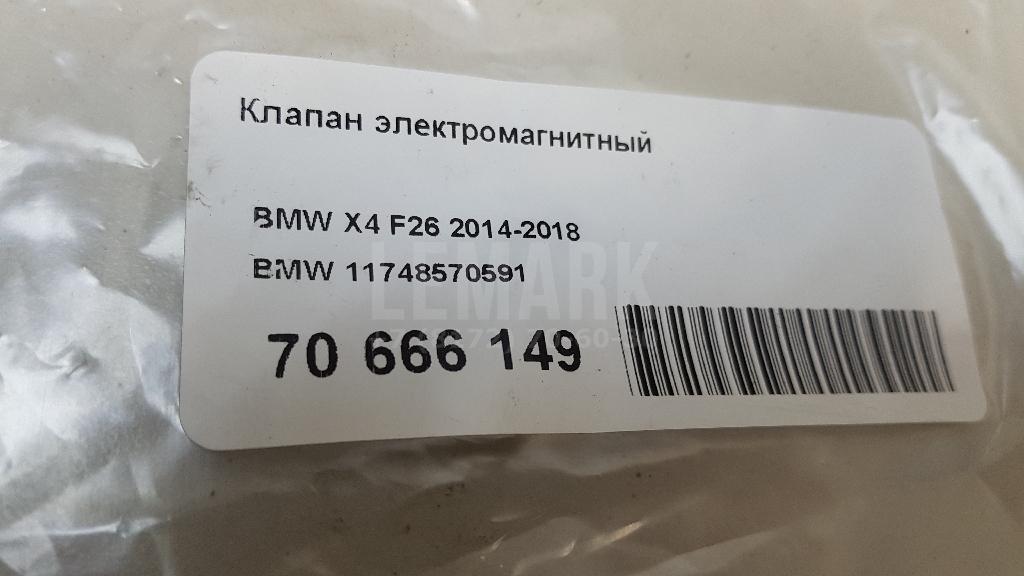 Клапан электромагнитный
BMW X4 F26 2014-2018
BMW 11748570591
LEMARK
70 666 149